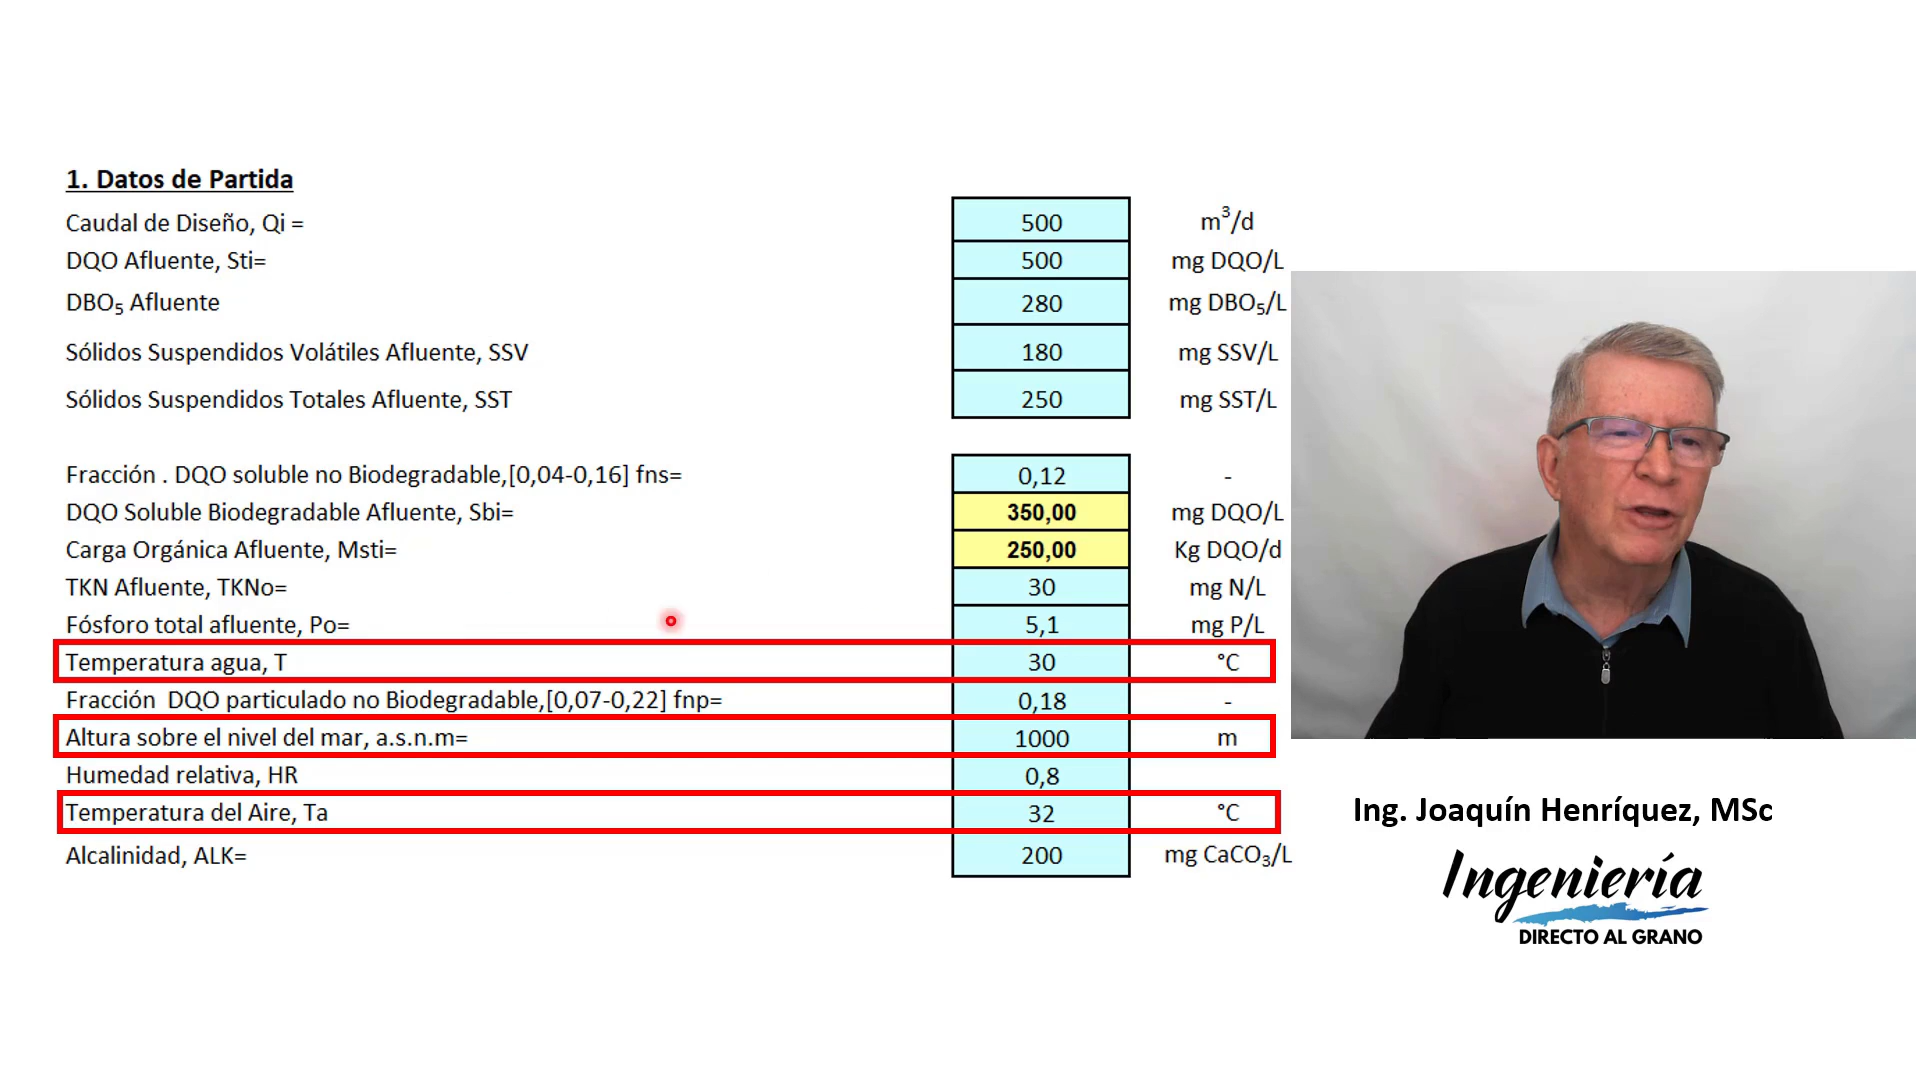 1. Datos de Partida
Caudal de Diseño, Qi = 500 m³/d
DQO Afluente, Sti= 500 mg DQO/L
DBO₅ Afluente 280 mg DBO₅/L
Sólidos Suspendidos Volátiles Afluente, SSV 180 mg SSV/L
Sólidos Suspendidos Totales Afluente, SST 250 mg SST/L
Fracción . DQO soluble no Biodegradable,[0,04-0,16] fns= 0,12 -
DQO Soluble Biodegradable Afluente, Sbi= 350,00 mg DQO/L
Carga Orgánica Afluente, Msti= 250,00 Kg DQO/d
TKN Afluente, TKNo= 30 mg N/L
Fósforo total afluente, Po= 5,1 mg P/L
Temperatura agua, T 30 °C
Fracción DQO particulado no Biodegradable,[0,07-0,22] fnp= 0,18 -
Altura sobre el nivel del mar, a.s.n.m= 1000 m
Humedad relativa, HR 0,8
Temperatura del Aire, Ta 32 °C
Alcalinidad, ALK= 200 mg CaCO₃/L
Ing. Joaquín Henríquez, MSc
Ingeniería
DIRECTO AL GRANO